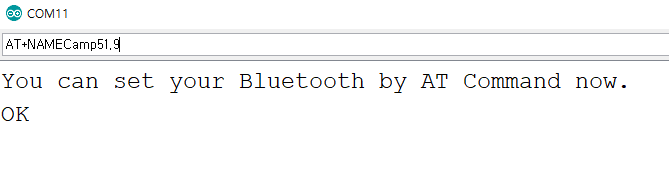 COM11
AT+NAMECamp51,9
You can set your Bluetooth by AT Command now.
OK